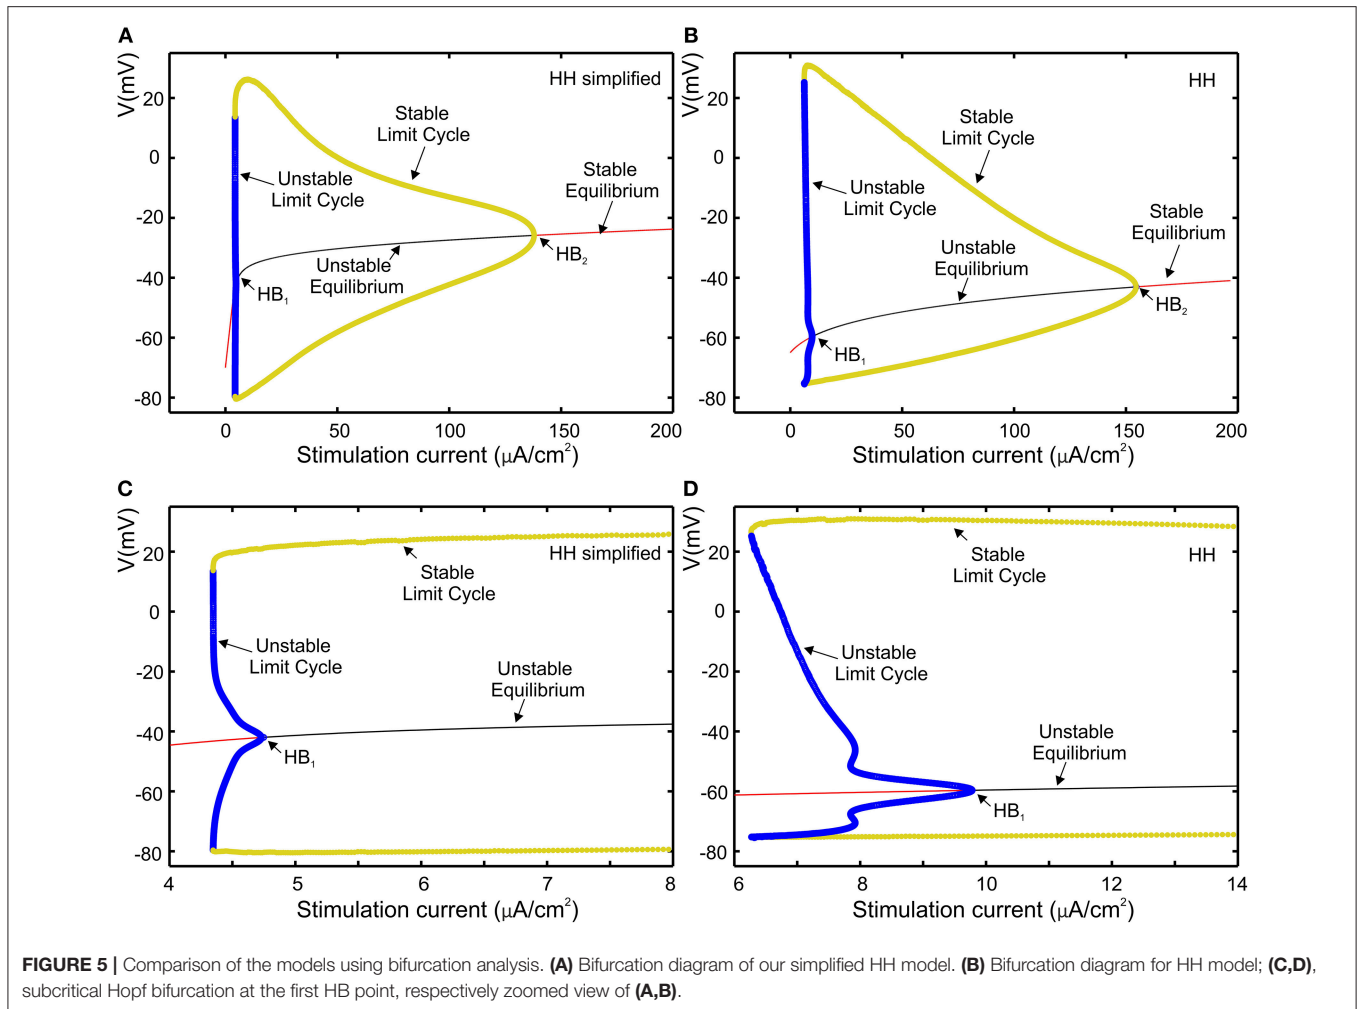 A
V(mV)
HH simplified
20
0
-20
-40
-60
-80
Stable
Limit Cycle
Unstable
Limit Cycle
Stable
Equilibrium
Unstable
Equilibrium
HB1
HB2
0 50 100 150 200
Stimulation current (μA/cm²)
B
V(mV)
HH
20
0
-20
-40
-60
-80
Stable
Limit Cycle
Unstable
Limit Cycle
Stable
Equilibrium
Unstable
Equilibrium
HB1
HB2
0 50 100 150 200
Stimulation current (μA/cm²)
C
V(mV)
HH simplified
20
0
-20
-40
-60
-80
Stable
Limit Cycle
Unstable
Limit Cycle
Unstable
Equilibrium
HB1
4 5 6 7 8
Stimulation current (μA/cm²)
D
V(mV)
HH
20
0
-20
-40
-60
-80
Stable
Limit Cycle
Unstable
Limit Cycle
Unstable
Equilibrium
HB1
6 8 10 12 14
Stimulation current (μA/cm²)
FIGURE 5 | Comparison of the models using bifurcation analysis. (A) Bifurcation diagram of our simplified HH model. (B) Bifurcation diagram for HH model; (C,D),
subcritical Hopf bifurcation at the first HB point, respectively zoomed view of (A,B).